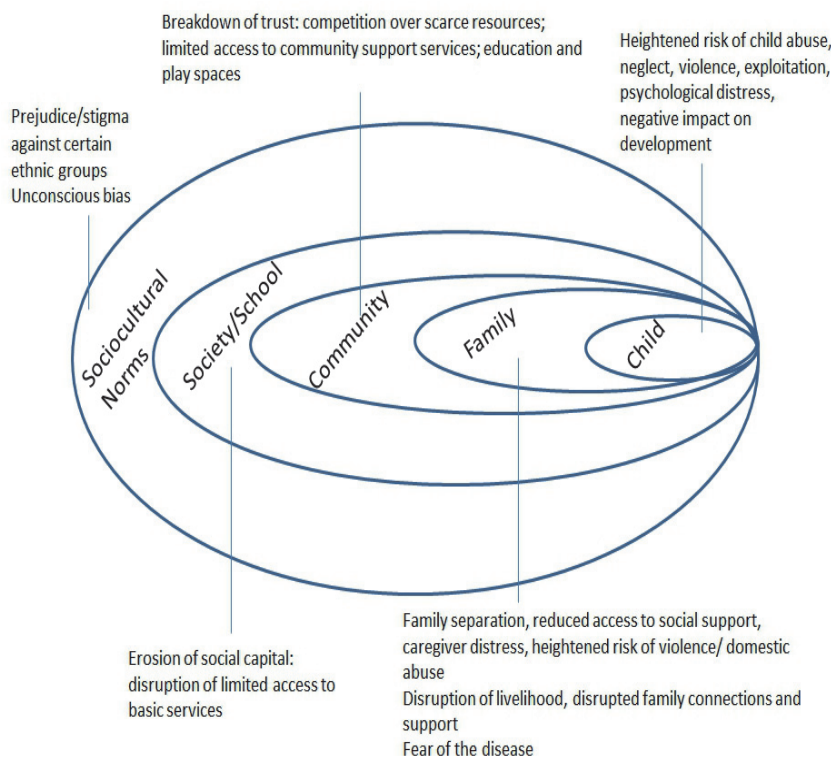 Breakdown of trust: competition over scarce resources;
limited access to community support services; education and
play spaces
Heightened risk of child abuse,
neglect, violence, exploitation,
psychological distress,
negative impact on
development
Prejudice/stigma
against certain
ethnic groups
Unconscious bias
Sociocultural
Norms
Society/School
Community
Family
Child
Erosion of social capital:
disruption of limited access to
basic services
Family separation, reduced access to social support,
caregiver distress, heightened risk of violence/ domestic
abuse
Disruption of livelihood, disrupted family connections and
support
Fear of the disease